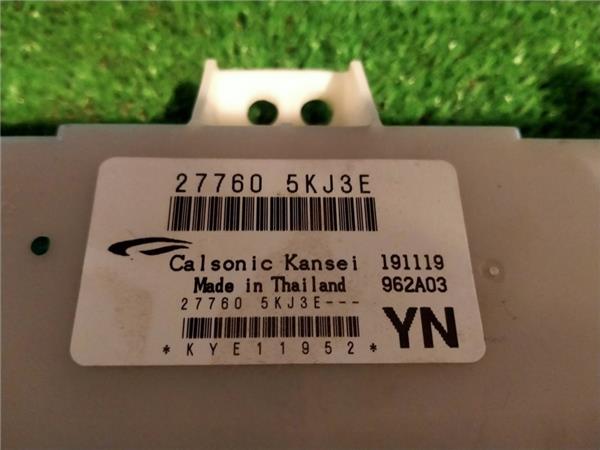 27760 5KJ3E
Calsonic Kansei 191119
Made in Thailand 962A03
27760 5KJ3E---
YN
*KYE11952*